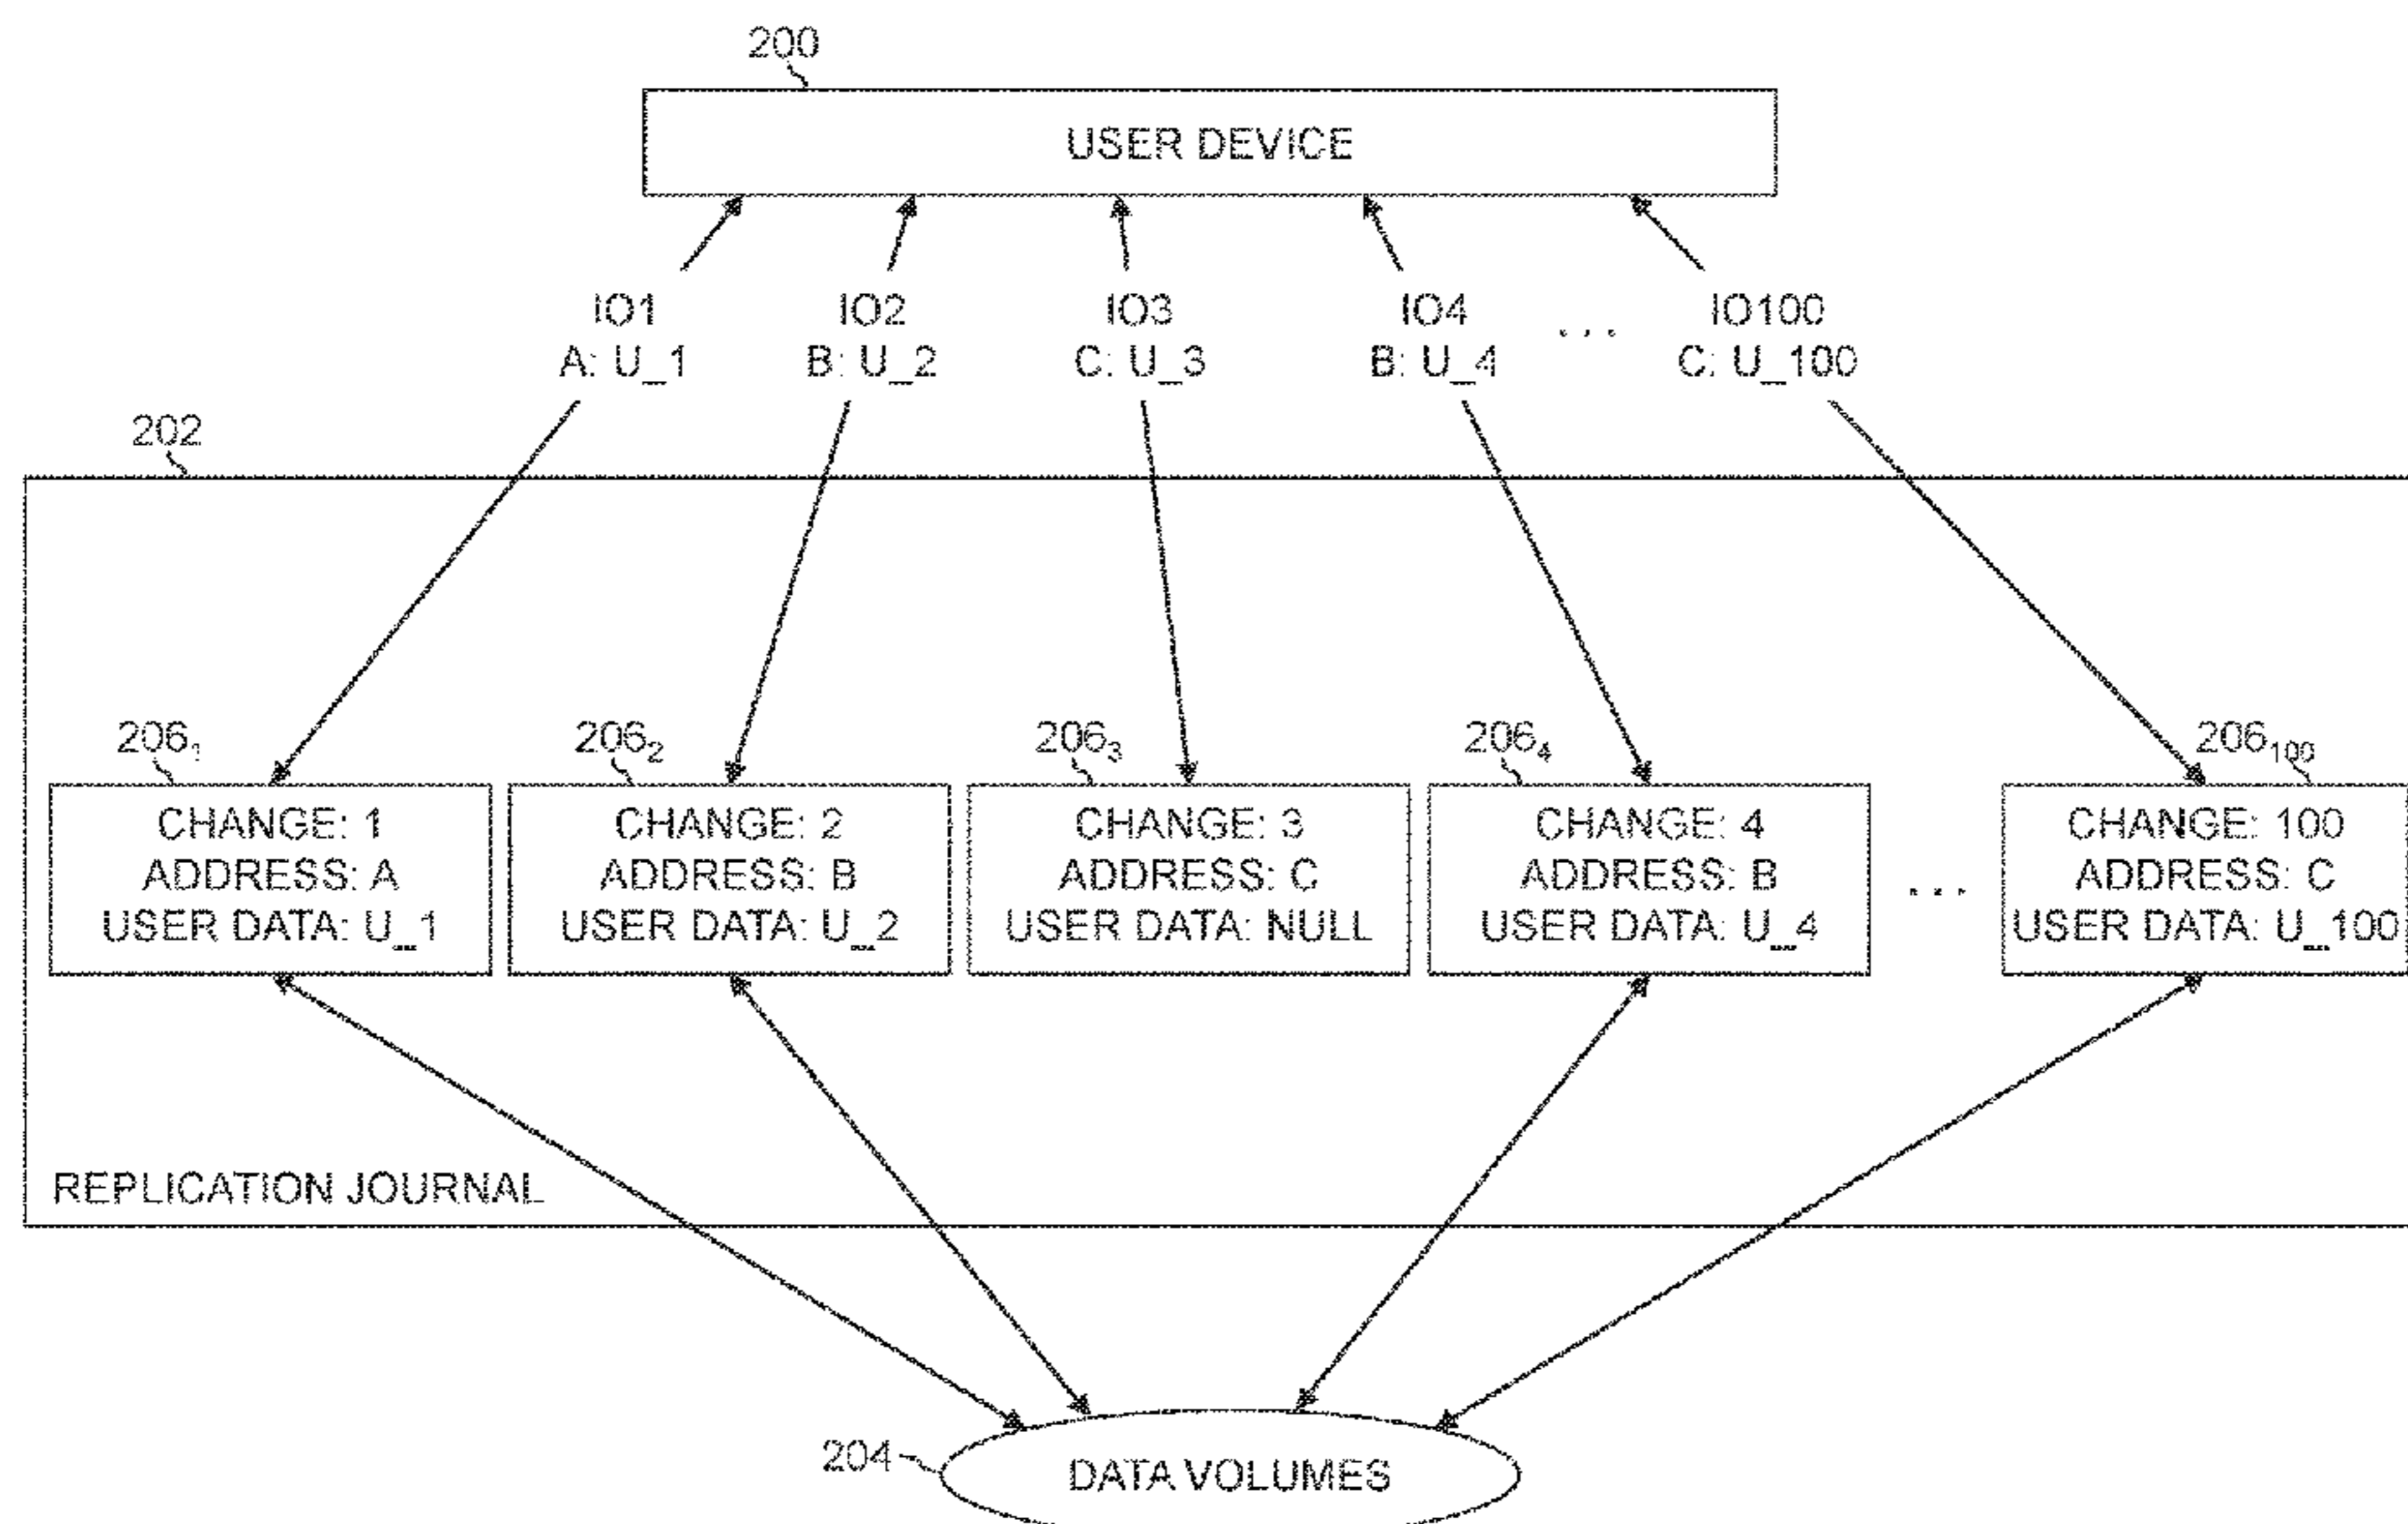 200
USER DEVICE
IO1 IO2 IO3 IO4 ... IO100
A: U_1 B: U_2 C: U_3 B: U_4 C: U_100
202
206₁ 206₂ 206₃ 206₄ 206₁₀₀
CHANGE: 1
ADDRESS: A
USER DATA: U_1
CHANGE: 2
ADDRESS: B
USER DATA: U_2
CHANGE: 3
ADDRESS: C
USER DATA: NULL
CHANGE: 4
ADDRESS: B
USER DATA: U_4
...
CHANGE: 100
ADDRESS: C
USER DATA: U_100
REPLICATION JOURNAL
204
DATA VOLUMES